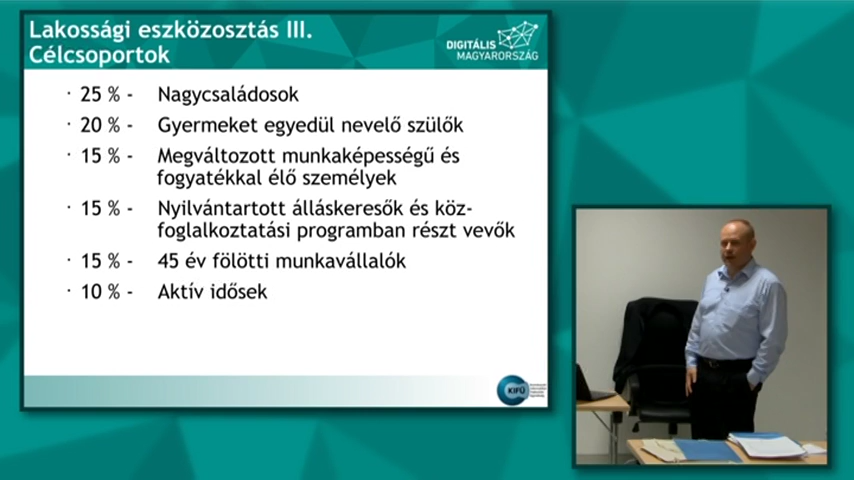 Lakossági eszközosztás III.
Célcsoportok
DIGITÁLIS
MAGYARORSZÁG
· 25 % - Nagycsaládosok
· 20 % - Gyermeket egyedül nevelő szülők
· 15 % - Megváltozott munkaképességű és
fogyatékkal élő személyek
· 15 % - Nyilvántartott álláskeresők és köz-
foglalkoztatási programban részt vevők
· 15 % - 45 év fölötti munkavállalók
· 10 % - Aktív idősek
KIFÜ